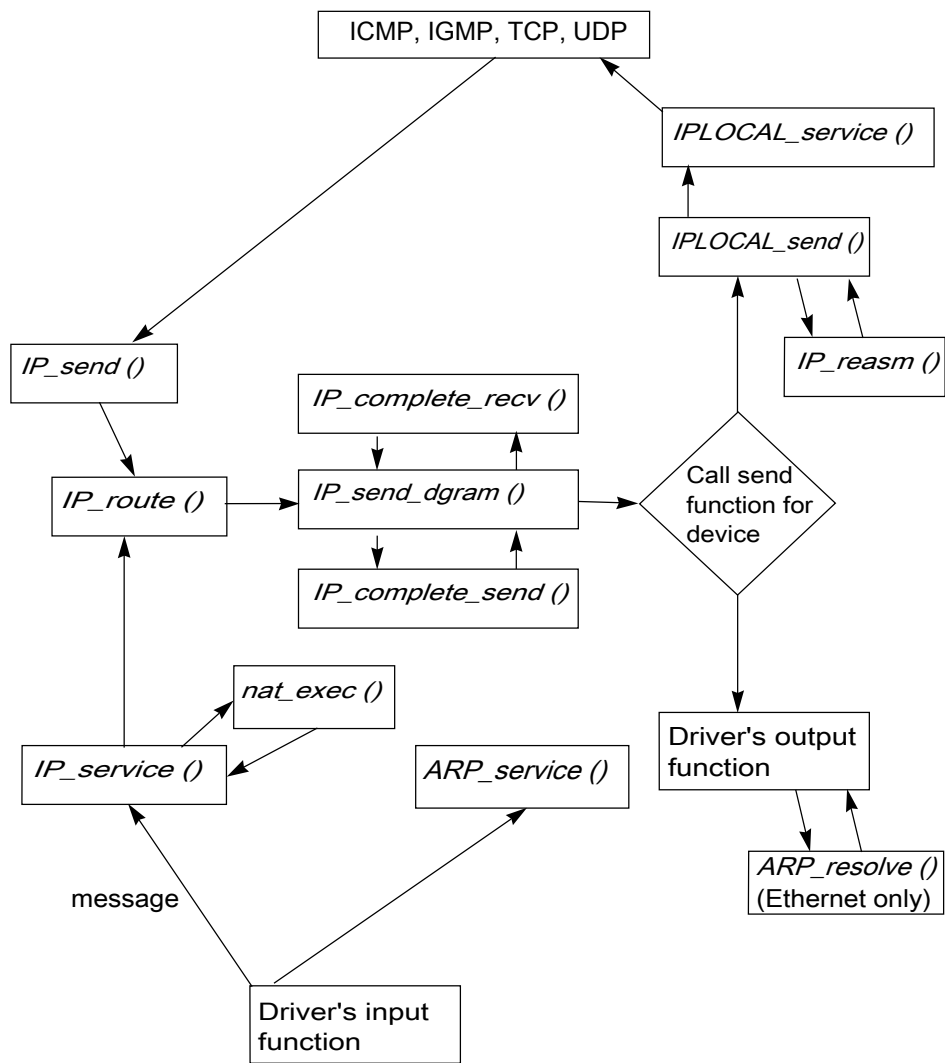 ICMP, IGMP, TCP, UDP
IPLOCAL_service ()
IPLOCAL_send ()
IP_send ()
IP_reasm ()
IP_complete_recv ()
IP_route ()
IP_send_dgram ()
Call send
function for
device
IP_complete_send ()
nat_exec ()
IP_service ()
ARP_service ()
Driver's output
function
message
ARP_resolve ()
(Ethernet only)
Driver's input
function